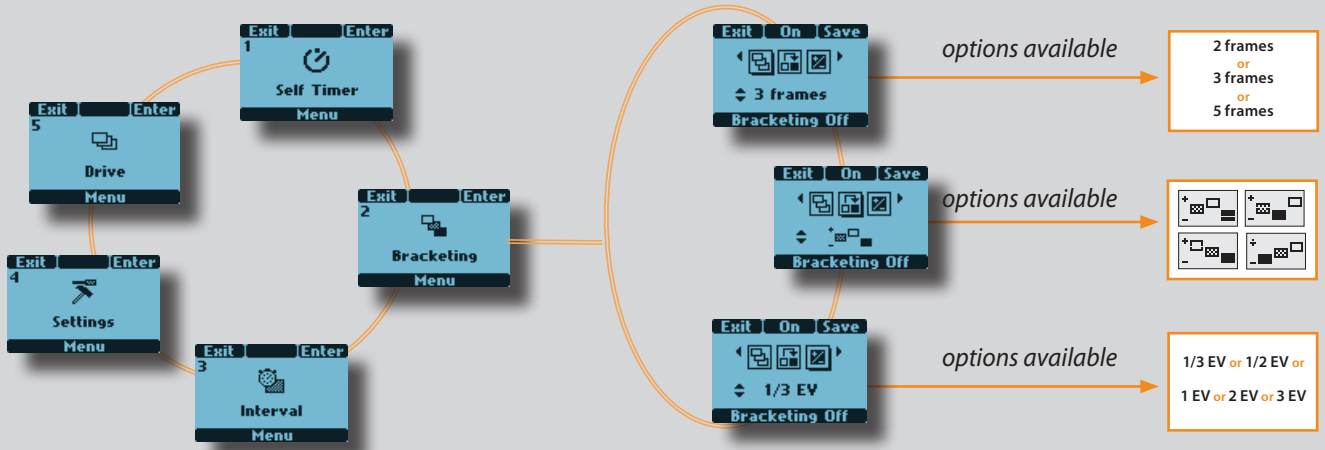 Exit Enter
1
Self Timer
Menu
Exit Enter
5
Drive
Menu
Exit Enter
2
Bracketing
Menu
Exit Enter
4
Settings
Menu
Exit Enter
3
Interval
Menu
Exit On Save
3 frames
Bracketing Off
options available
2 frames
or
3 frames
or
5 frames
Exit On Save
+
-
Bracketing Off
options available
+
-
+
-
+
-
+
-
Exit On Save
1/3 EV
Bracketing Off
options available
1/3 EV or 1/2 EV or
1 EV or 2 EV or 3 EV